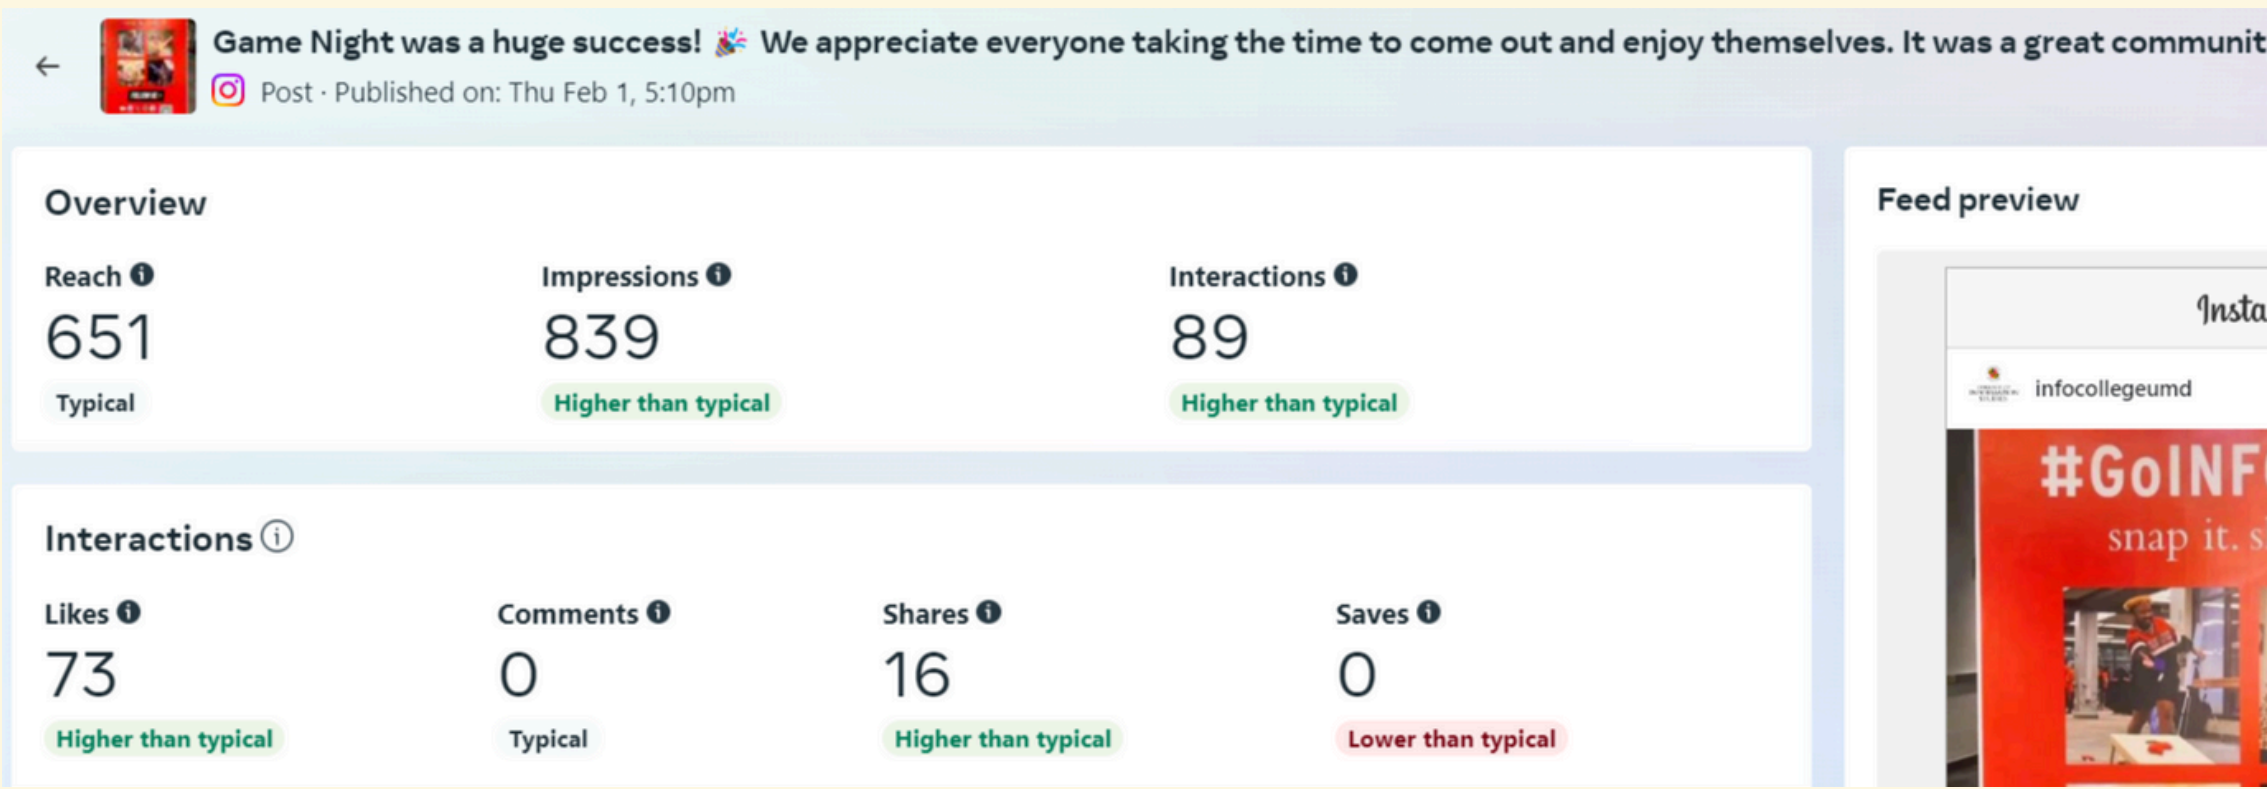 Game Night was a huge success! 🎉 We appreciate everyone taking the time to come out and enjoy themselves. It was a great communit
Post · Published on: Thu Feb 1, 5:10pm
Overview
Reach
651
Typical
Impressions
839
Higher than typical
Interactions
89
Higher than typical
Interactions
Likes
73
Higher than typical
Comments
0
Typical
Shares
16
Higher than typical
Saves
0
Lower than typical
Feed preview
Insta
infocollegeumd
#GoINF
snap it. s